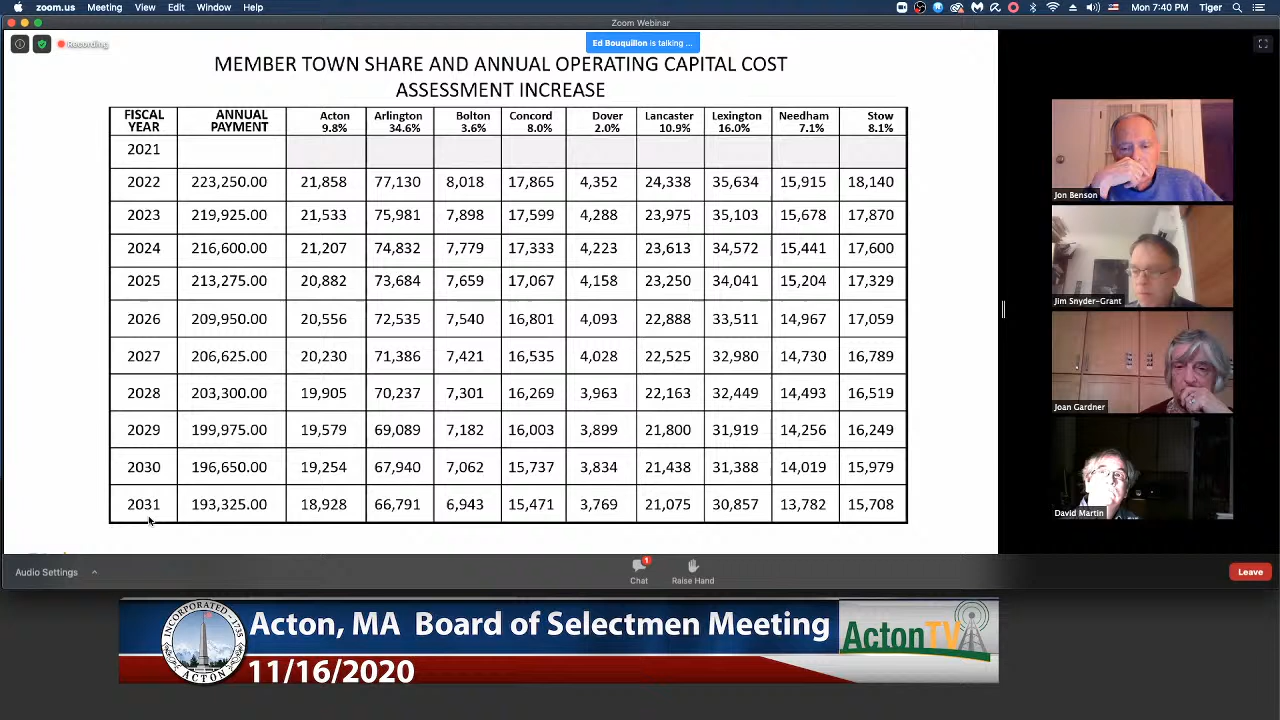 zoom.us Meeting View Edit Window Help Mon 7:40 PM Tiger
Zoom Webinar
Recording
Ed Bouquillon is talking ...
MEMBER TOWN SHARE AND ANNUAL OPERATING CAPITAL COST
ASSESSMENT INCREASE
FISCAL YEAR ANNUAL PAYMENT Acton 9.8% Arlington 34.6% Bolton 3.6% Concord 8.0% Dover 2.0% Lancaster 10.9% Lexington 16.0% Needham 7.1% Stow 8.1%
2021
2022 223,250.00 21,858 77,130 8,018 17,865 4,352 24,338 35,634 15,915 18,140
2023 219,925.00 21,533 75,981 7,898 17,599 4,288 23,975 35,103 15,678 17,870
2024 216,600.00 21,207 74,832 7,779 17,333 4,223 23,613 34,572 15,441 17,600
2025 213,275.00 20,882 73,684 7,659 17,067 4,158 23,250 34,041 15,204 17,329
2026 209,950.00 20,556 72,535 7,540 16,801 4,093 22,888 33,511 14,967 17,059
2027 206,625.00 20,230 71,386 7,421 16,535 4,028 22,525 32,980 14,730 16,789
2028 203,300.00 19,905 70,237 7,301 16,269 3,963 22,163 32,449 14,493 16,519
2029 199,975.00 19,579 69,089 7,182 16,003 3,899 21,800 31,919 14,256 16,249
2030 196,650.00 19,254 67,940 7,062 15,737 3,834 21,438 31,388 14,019 15,979
2031 193,325.00 18,928 66,791 6,943 15,471 3,769 21,075 30,857 13,782 15,708
Jon Benson
Jim Snyder-Grant
Joan Gardner
David Martin
Audio Settings
1
Chat
Raise Hand
Leave
INCORPORATED 1735
ACTON
Acton, MA Board of Selectmen Meeting
11/16/2020
ActonTV